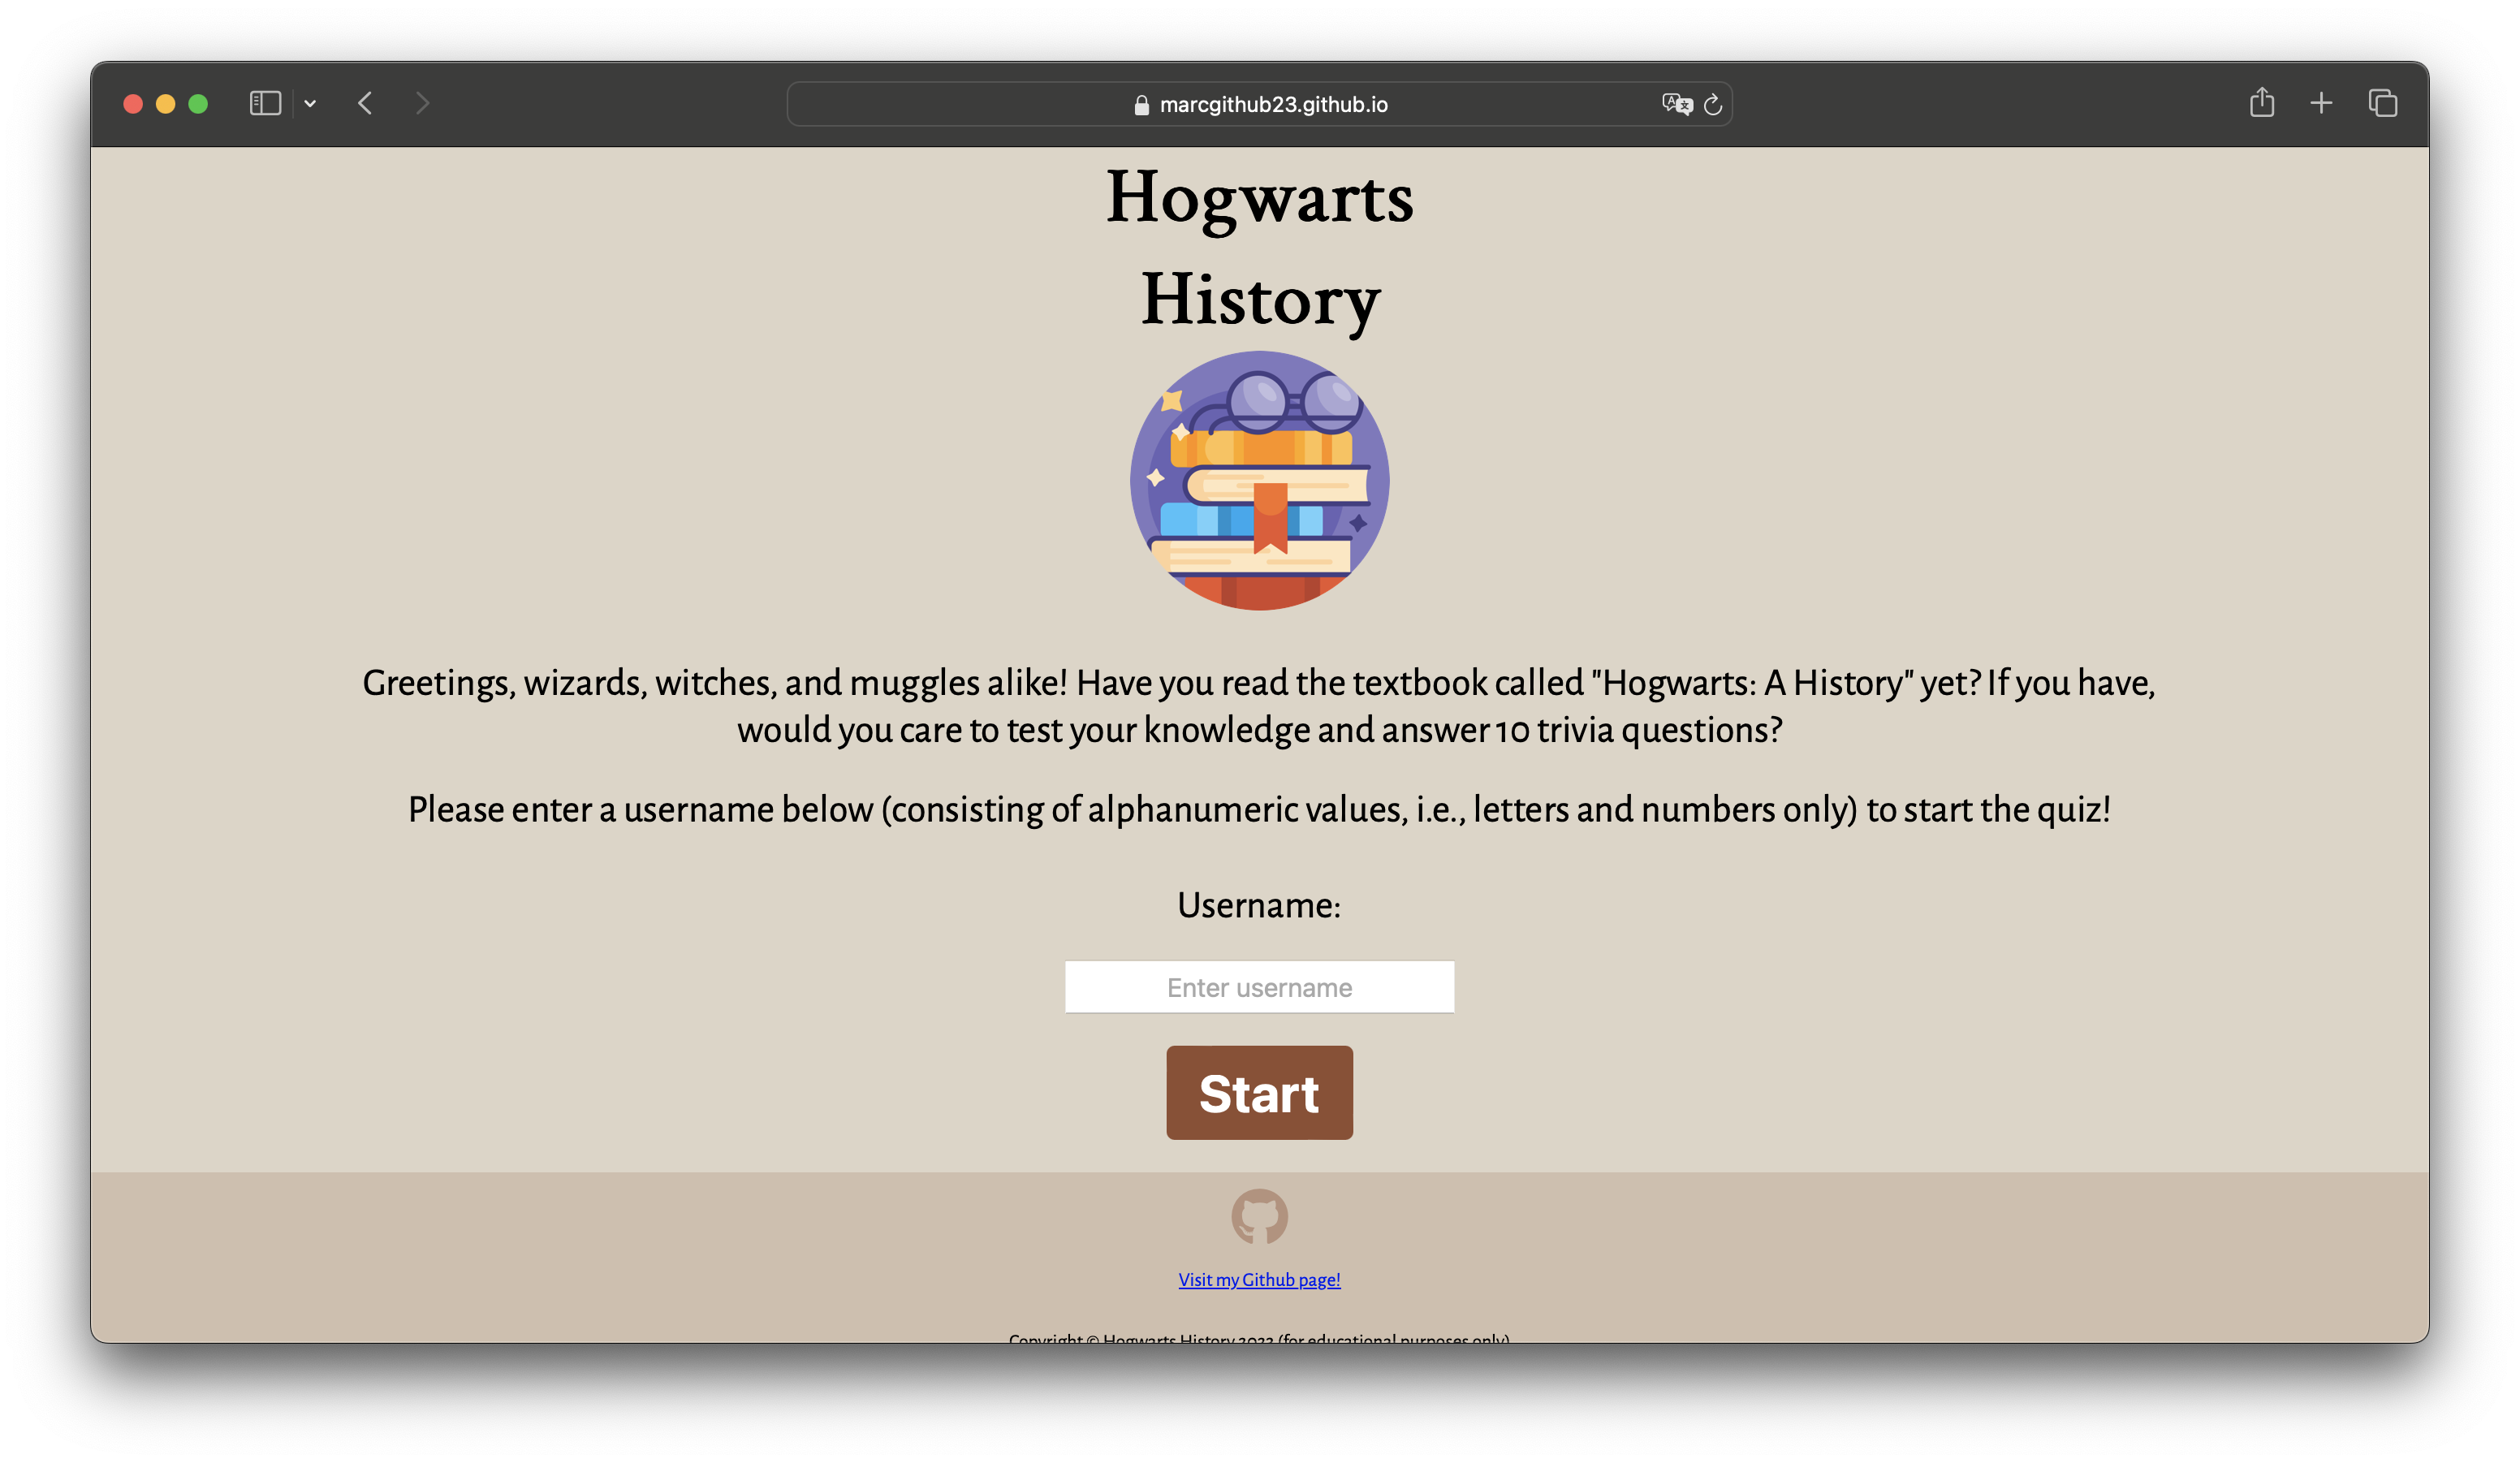 marcgithub23.github.io
Hogwarts
History
Greetings, wizards, witches, and muggles alike! Have you read the textbook called "Hogwarts: A History" yet? If you have,
would you care to test your knowledge and answer 10 trivia questions?
Please enter a username below (consisting of alphanumeric values, i.e., letters and numbers only) to start the quiz!
Username:
Enter username
Start
Visit my Github page!
Copyright © Hogwarts History 2023 (for educational purposes only)